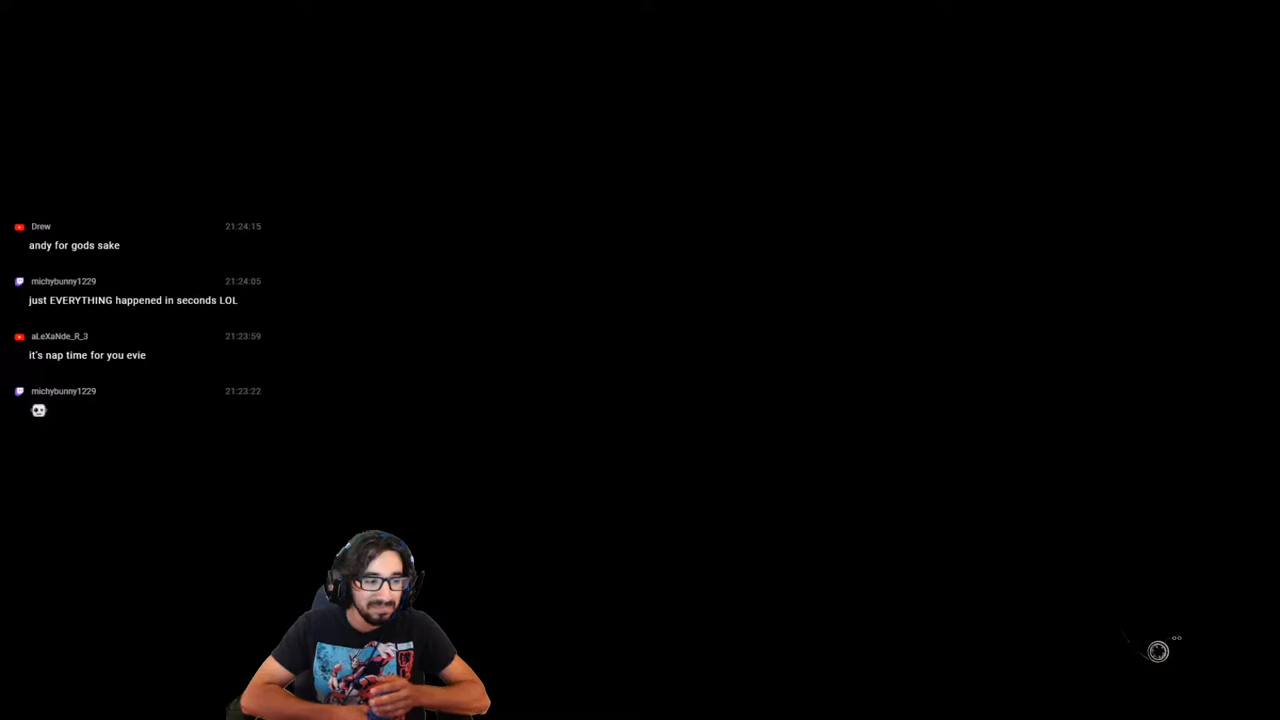 Drew 21:24:15
andy for gods sake
michybunny1229 21:24:05
just EVERYTHING happened in seconds LOL
aLeXaNde_R_3 21:23:59
it's nap time for you evie
michybunny1229 21:23:22